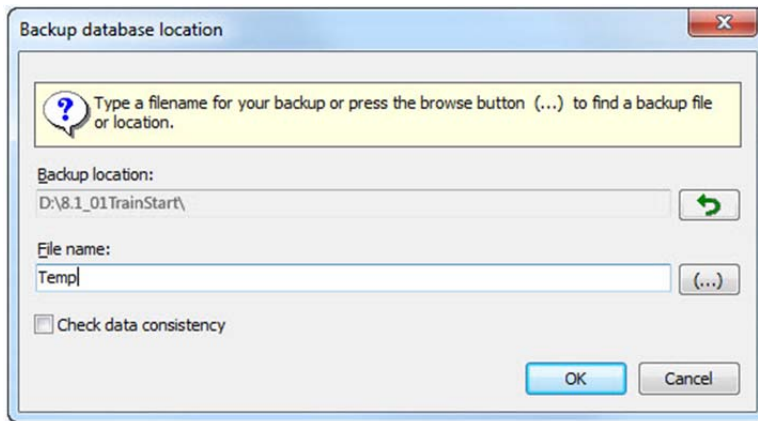 Backup database location
Type a filename for your backup or press the browse button (...) to find a backup file
or location.
Backup location:
D:\8.1_01TrainStart\
File name:
Temp
(...)
Check data consistency
OK
Cancel